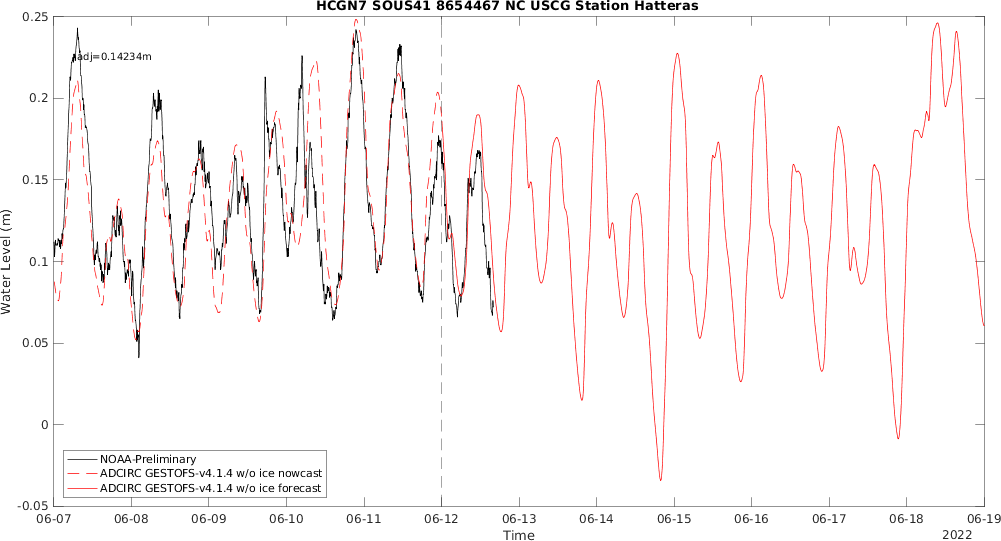 HCGN7 SOUS41 8654467 NC USCG Station Hatteras
adj=0.14234m
0.25
0.2
0.15
0.1
0.05
0
-0.05
Water Level (m)
NOAA-Preliminary
ADCIRC GESTOFS-v4.1.4 w/o ice nowcast
ADCIRC GESTOFS-v4.1.4 w/o ice forecast
06-07 06-08 06-09 06-10 06-11 06-12 06-13 06-14 06-15 06-16 06-17 06-18 06-19
Time
2022